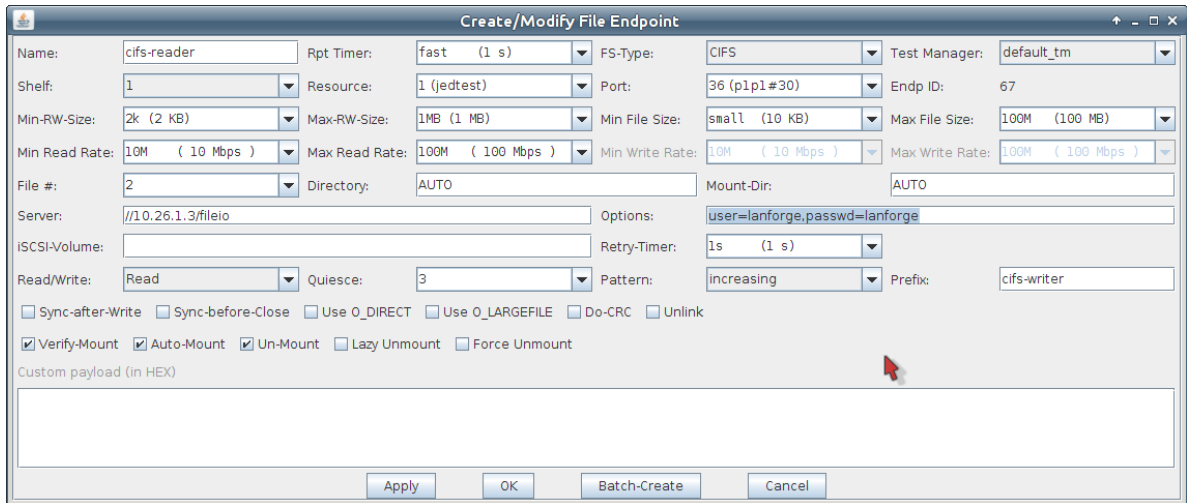 Create/Modify File Endpoint
Name: cifs-reader Rpt Timer: fast (1 s) FS-Type: CIFS Test Manager: default_tm
Shelf: 1 Resource: 1 (jedtest) Port: 36 (p1p1#30) Endp ID: 67
Min-RW-Size: 2k (2 KB) Max-RW-Size: 1MB (1 MB) Min File Size: small (10 KB) Max File Size: 100M (100 MB)
Min Read Rate: 10M ( 10 Mbps ) Max Read Rate: 100M ( 100 Mbps ) Min Write Rate: 10M ( 10 Mbps ) Max Write Rate: 100M ( 100 Mbps )
File #: 2 Directory: AUTO Mount-Dir: AUTO
Server: //10.26.1.3/fileio Options: user=lanforge,passwd=lanforge
iSCSI-Volume: Retry-Timer: 1s (1 s)
Read/Write: Read Quiesce: 3 Pattern: increasing Prefix: cifs-writer
Sync-after-Write Sync-before-Close Use O_DIRECT Use O_LARGEFILE Do-CRC Unlink
Verify-Mount Auto-Mount Un-Mount Lazy Unmount Force Unmount
Custom payload (in HEX)
Apply OK Batch-Create Cancel